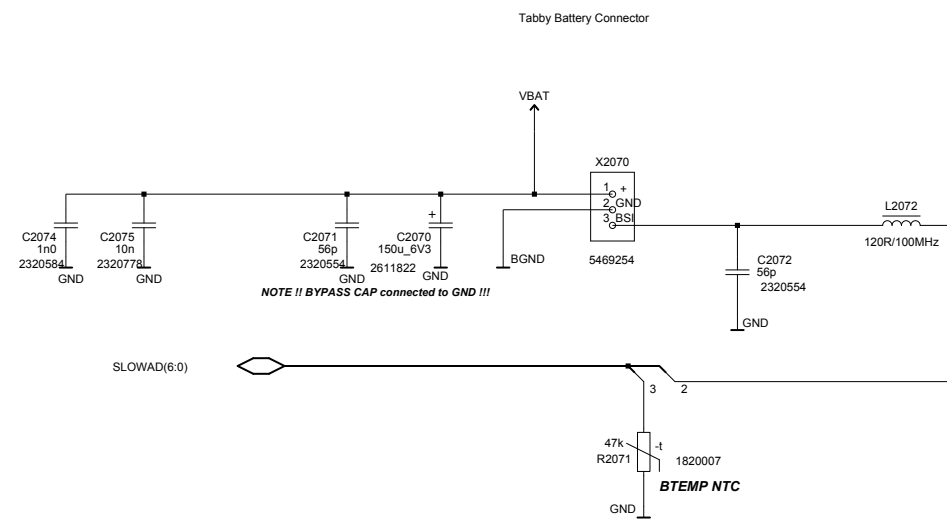 Tabby Battery Connector
VBAT
X2070
1 +
2 GND
3 BSI
5469254
L2072
120R/100MHz
C2074
1n0
2320584
GND
C2075
10n
2320778
GND
C2071
56p
2320554
GND
+
C2070
150u_6V3
2611822
GND
BGND
C2072
56p
2320554
GND
NOTE !! BYPASS CAP connected to GND !!!
SLOWAD(6:0)
3
2
47k
-t
R2071
1820007
BTEMP NTC
GND